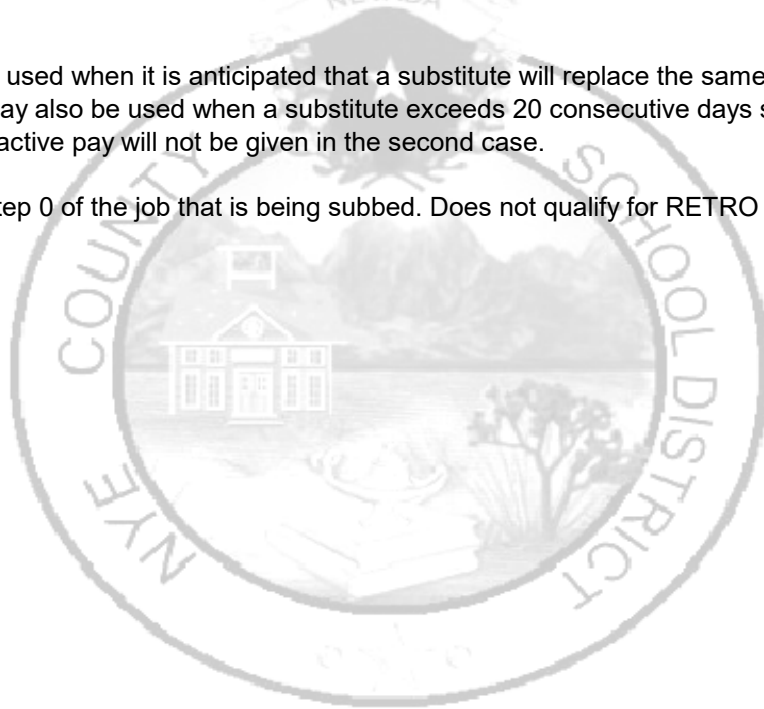 NEVADA
used when it is anticipated that a substitute will replace the same
ay also be used when a substitute exceeds 20 consecutive days s
active pay will not be given in the second case.
tep 0 of the job that is being subbed. Does not qualify for RETRO
NYE COUNTY SCHOOL DISTRICT